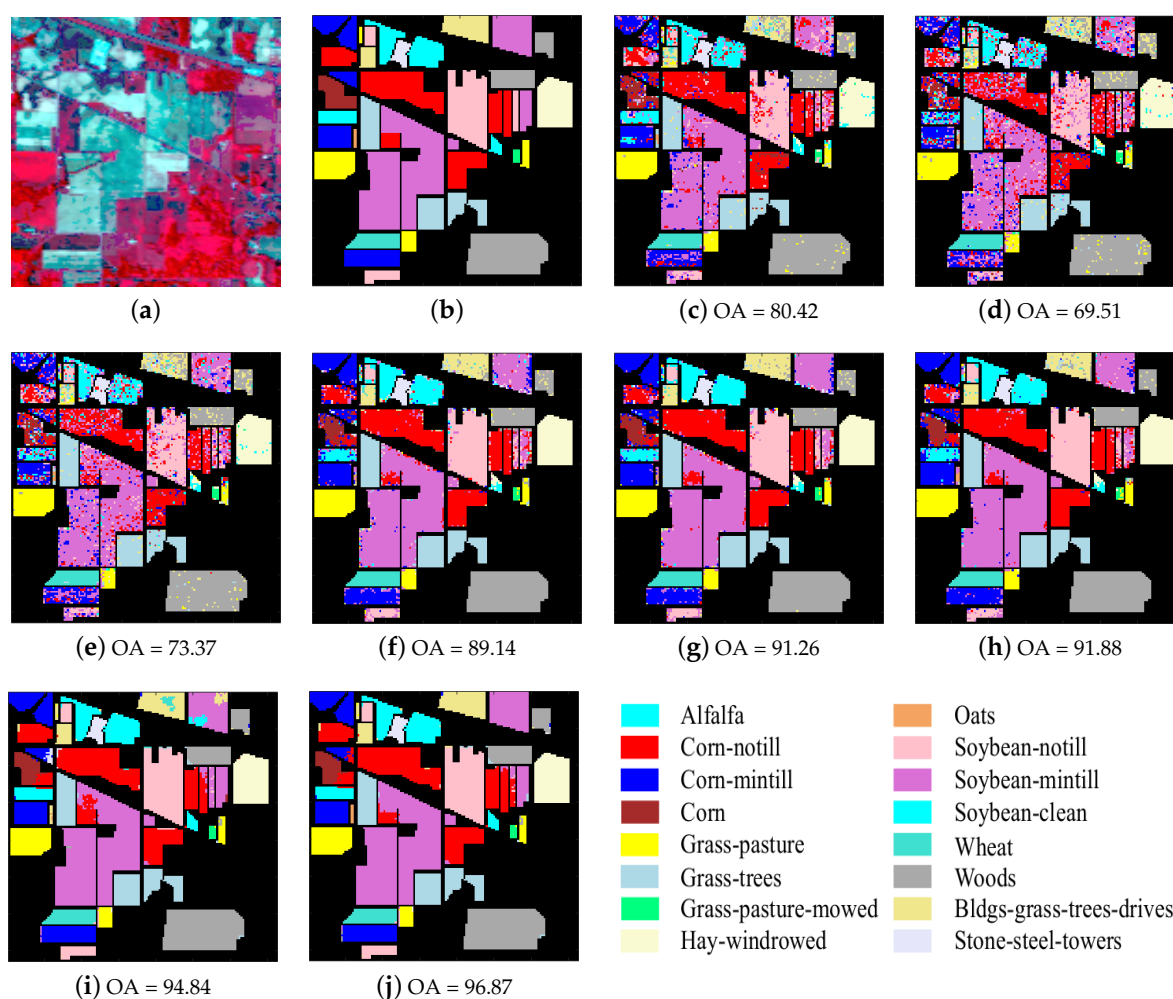 (a)
(b)
(c) OA = 80.42
(d) OA = 69.51
(e) OA = 73.37
(f) OA = 89.14
(g) OA = 91.26
(h) OA = 91.88
(i) OA = 94.84
(j) OA = 96.87
Alfalfa
Corn-notill
Corn-mintill
Corn
Grass-pasture
Grass-trees
Grass-pasture-mowed
Hay-windrowed
Oats
Soybean-notill
Soybean-mintill
Soybean-clean
Wheat
Woods
Bldgs-grass-trees-drives
Stone-steel-towers